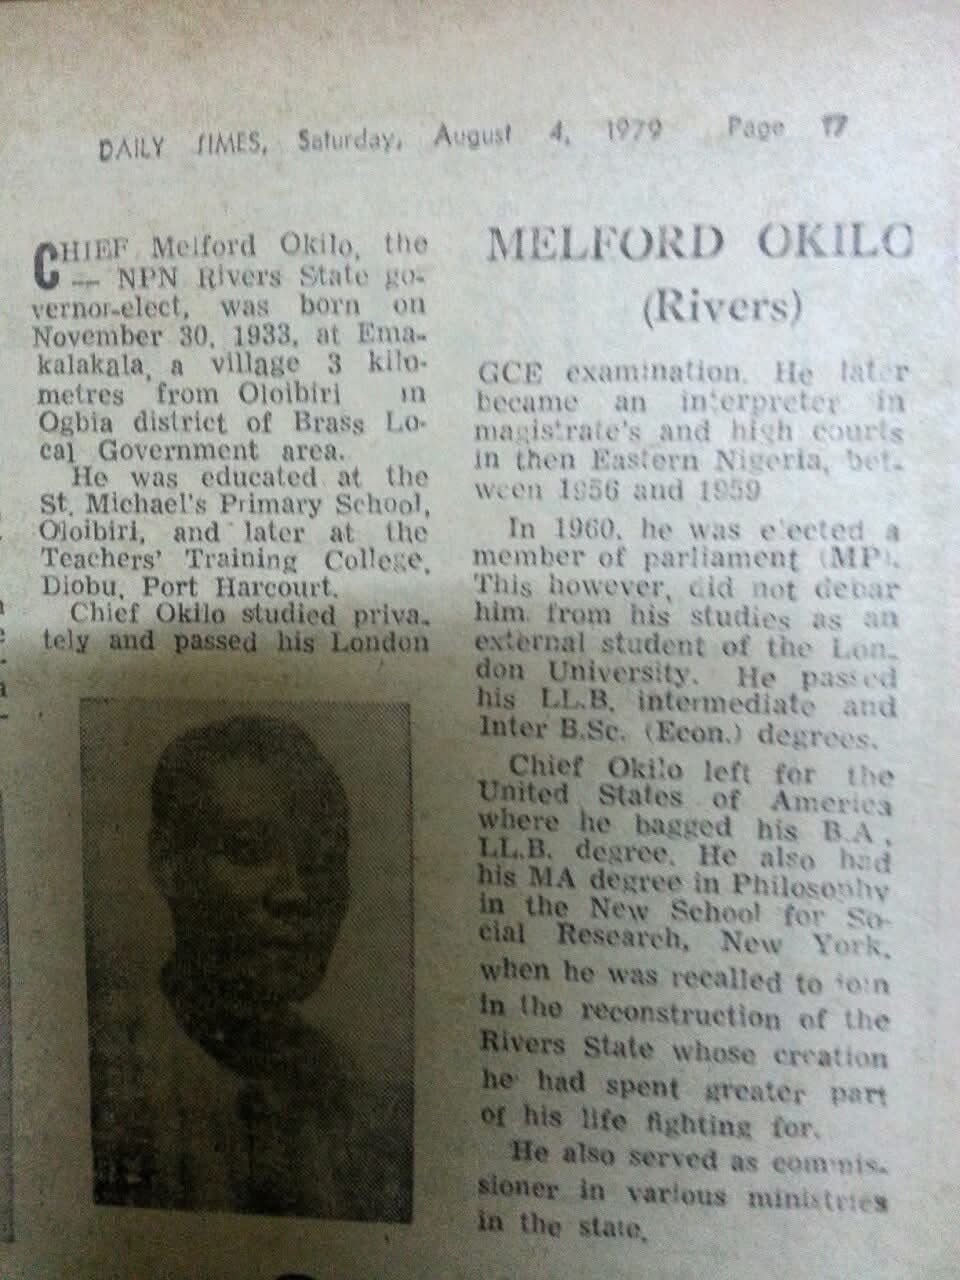 DAILY TIMES, Saturday, August 4, 1979 Page 17
MELFORD OKILO
(Rivers)
CHIEF Melford Okilo, the
— NPN Rivers State go-
vernor-elect, was born on
November 30, 1933, at Ema-
kalakala, a village 3 kilo-
metres from Oloibiri in
Ogbia district of Brass Lo-
cal Government area.
He was educated at the
St. Michael's Primary School,
Oloibiri, and later at the
Teachers' Training College,
Diobu, Port Harcourt.
Chief Okilo studied priva-
tely and passed his London
GCE examination. He later
became an interpreter in
magistrate's and high courts
in then Eastern Nigeria, bet-
ween 1956 and 1959
In 1960, he was elected a
member of parliament (MP).
This however, did not debar
him from his studies as an
external student of the Lon-
don University. He passed
his LL.B. intermediate and
Inter B.Sc. (Econ.) degrees.
Chief Okilo left for the
United States of America
where he bagged his B.A,
LL.B. degree. He also had
his MA degree in Philosophy
in the New School for So-
cial Research, New York,
when he was recalled to join
in the reconstruction of the
Rivers State whose creation
he had spent greater part
of his life fighting for.
He also served as commis-
sioner in various ministries
in the state.